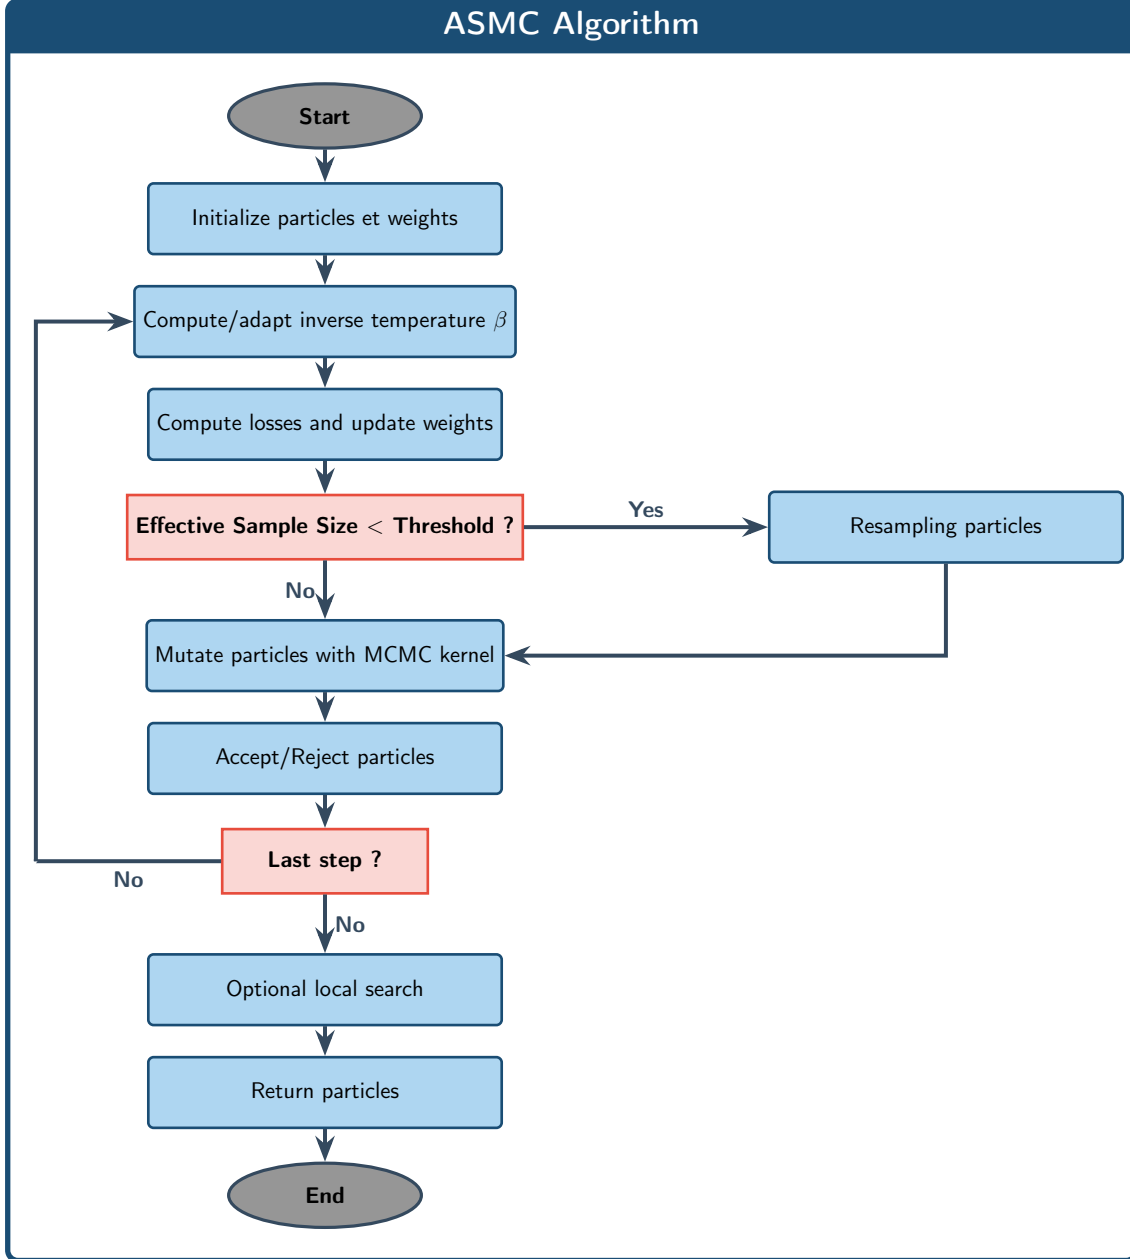 ASMC Algorithm
Start
Initialize particles et weights
Compute/adapt inverse temperature β
Compute losses and update weights
Effective Sample Size < Threshold ?
Yes
Resampling particles
No
Mutate particles with MCMC kernel
Accept/Reject particles
Last step ?
No
No
Optional local search
Return particles
End